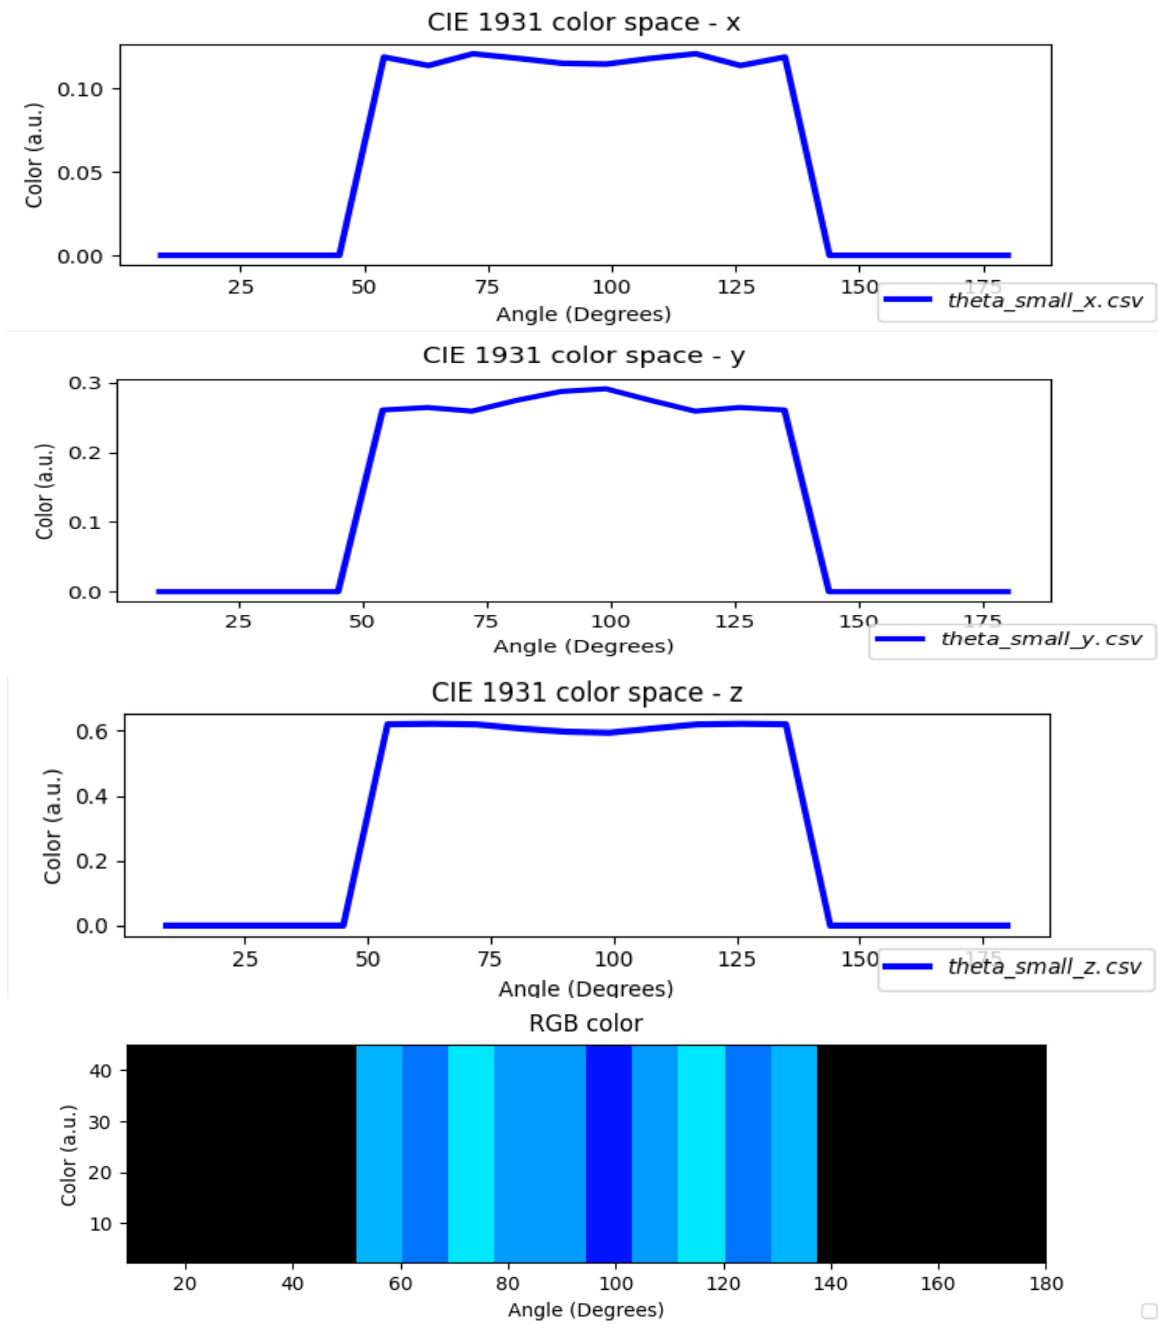 CIE 1931 color space - x
Color (a.u.)
0.10
0.05
0.00
25 50 75 100 125 150 175
Angle (Degrees)
theta_small_x.csv
CIE 1931 color space - y
Color (a.u.)
0.3
0.2
0.1
0.0
25 50 75 100 125 150 175
Angle (Degrees)
theta_small_y.csv
CIE 1931 color space - z
Color (a.u.)
0.6
0.4
0.2
0.0
25 50 75 100 125 150 175
Angle (Degrees)
theta_small_z.csv
RGB color
Color (a.u.)
40
30
20
10
20 40 60 80 100 120 140 160 180
Angle (Degrees)